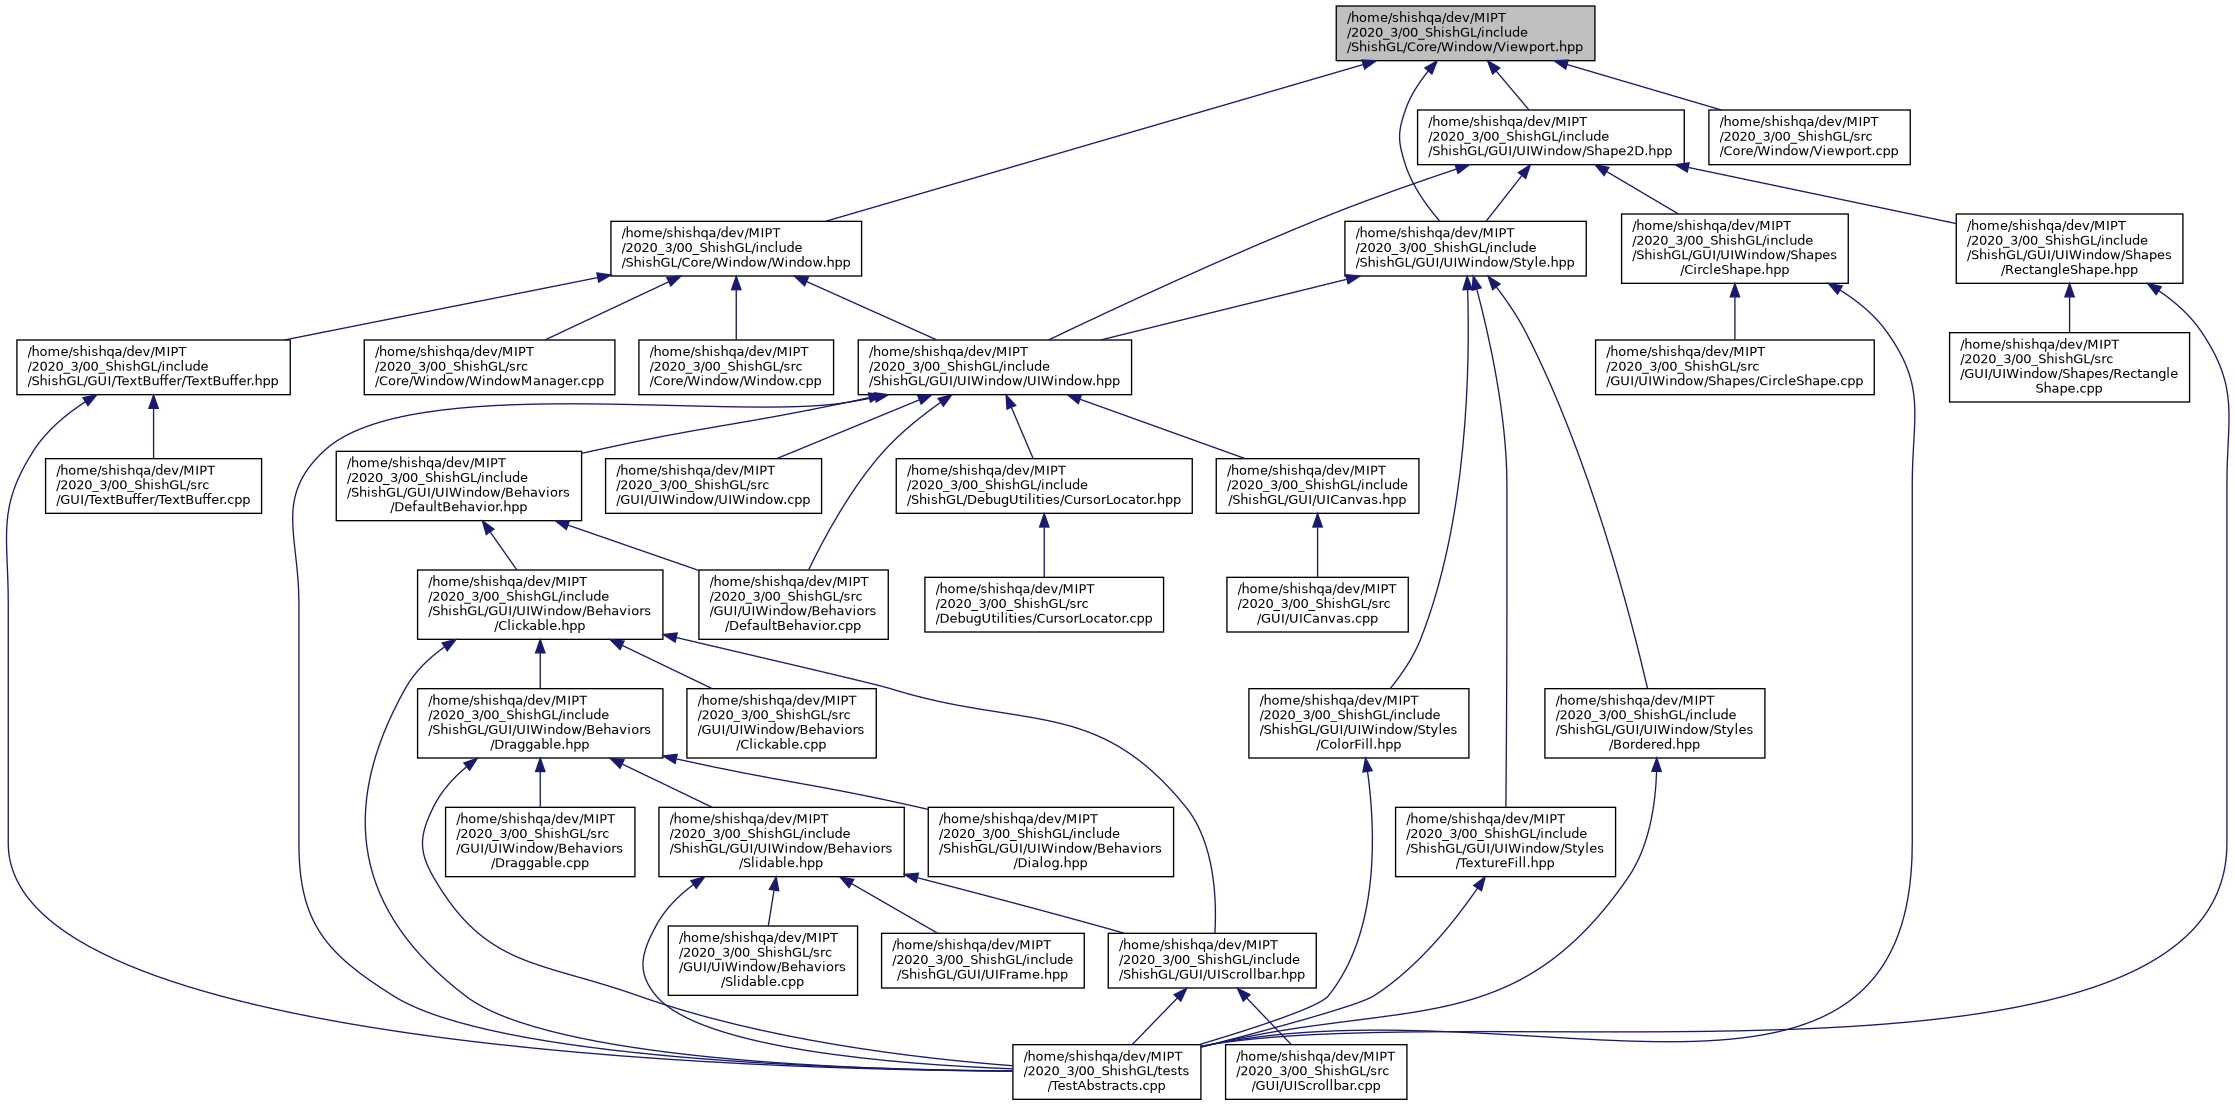 /home/shishqa/dev/MIPT
/2020_3/00_ShishGL/include
/ShishGL/Core/Window/Viewport.hpp
/home/shishqa/dev/MIPT
/2020_3/00_ShishGL/include
/ShishGL/GUI/UIWindow/Shape2D.hpp
/home/shishqa/dev/MIPT
/2020_3/00_ShishGL/src
/Core/Window/Viewport.cpp
/home/shishqa/dev/MIPT
/2020_3/00_ShishGL/include
/ShishGL/Core/Window/Window.hpp
/home/shishqa/dev/MIPT
/2020_3/00_ShishGL/include
/ShishGL/GUI/UIWindow/Style.hpp
/home/shishqa/dev/MIPT
/2020_3/00_ShishGL/include
/ShishGL/GUI/UIWindow/Shapes
/CircleShape.hpp
/home/shishqa/dev/MIPT
/2020_3/00_ShishGL/include
/ShishGL/GUI/UIWindow/Shapes
/RectangleShape.hpp
/home/shishqa/dev/MIPT
/2020_3/00_ShishGL/include
/ShishGL/GUI/TextBuffer/TextBuffer.hpp
/home/shishqa/dev/MIPT
/2020_3/00_ShishGL/src
/Core/Window/WindowManager.cpp
/home/shishqa/dev/MIPT
/2020_3/00_ShishGL/src
/Core/Window/Window.cpp
/home/shishqa/dev/MIPT
/2020_3/00_ShishGL/include
/ShishGL/GUI/UIWindow/UIWindow.hpp
/home/shishqa/dev/MIPT
/2020_3/00_ShishGL/src
/GUI/UIWindow/Shapes/CircleShape.cpp
/home/shishqa/dev/MIPT
/2020_3/00_ShishGL/src
/GUI/UIWindow/Shapes/Rectangle
Shape.cpp
/home/shishqa/dev/MIPT
/2020_3/00_ShishGL/src
/GUI/TextBuffer/TextBuffer.cpp
/home/shishqa/dev/MIPT
/2020_3/00_ShishGL/include
/ShishGL/GUI/UIWindow/Behaviors
/DefaultBehavior.hpp
/home/shishqa/dev/MIPT
/2020_3/00_ShishGL/src
/GUI/UIWindow/UIWindow.cpp
/home/shishqa/dev/MIPT
/2020_3/00_ShishGL/include
/ShishGL/DebugUtilities/CursorLocator.hpp
/home/shishqa/dev/MIPT
/2020_3/00_ShishGL/include
/ShishGL/GUI/UICanvas.hpp
/home/shishqa/dev/MIPT
/2020_3/00_ShishGL/include
/ShishGL/GUI/UIWindow/Behaviors
/Clickable.hpp
/home/shishqa/dev/MIPT
/2020_3/00_ShishGL/src
/GUI/UIWindow/Behaviors
/DefaultBehavior.cpp
/home/shishqa/dev/MIPT
/2020_3/00_ShishGL/src
/DebugUtilities/CursorLocator.cpp
/home/shishqa/dev/MIPT
/2020_3/00_ShishGL/src
/GUI/UICanvas.cpp
/home/shishqa/dev/MIPT
/2020_3/00_ShishGL/include
/ShishGL/GUI/UIWindow/Behaviors
/Draggable.hpp
/home/shishqa/dev/MIPT
/2020_3/00_ShishGL/src
/GUI/UIWindow/Behaviors
/Clickable.cpp
/home/shishqa/dev/MIPT
/2020_3/00_ShishGL/include
/ShishGL/GUI/UIWindow/Styles
/ColorFill.hpp
/home/shishqa/dev/MIPT
/2020_3/00_ShishGL/include
/ShishGL/GUI/UIWindow/Styles
/Bordered.hpp
/home/shishqa/dev/MIPT
/2020_3/00_ShishGL/src
/GUI/UIWindow/Behaviors
/Draggable.cpp
/home/shishqa/dev/MIPT
/2020_3/00_ShishGL/include
/ShishGL/GUI/UIWindow/Behaviors
/Slidable.hpp
/home/shishqa/dev/MIPT
/2020_3/00_ShishGL/include
/ShishGL/GUI/UIWindow/Behaviors
/Dialog.hpp
/home/shishqa/dev/MIPT
/2020_3/00_ShishGL/include
/ShishGL/GUI/UIWindow/Styles
/TextureFill.hpp
/home/shishqa/dev/MIPT
/2020_3/00_ShishGL/src
/GUI/UIWindow/Behaviors
/Slidable.cpp
/home/shishqa/dev/MIPT
/2020_3/00_ShishGL/include
/ShishGL/GUI/UIFrame.hpp
/home/shishqa/dev/MIPT
/2020_3/00_ShishGL/include
/ShishGL/GUI/UIScrollbar.hpp
/home/shishqa/dev/MIPT
/2020_3/00_ShishGL/tests
/TestAbstracts.cpp
/home/shishqa/dev/MIPT
/2020_3/00_ShishGL/src
/GUI/UIScrollbar.cpp